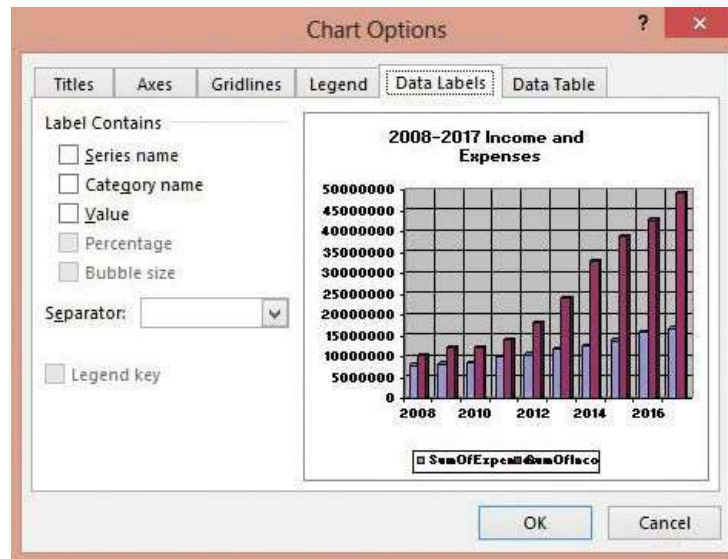 Chart Options
?
Titles Axes Gridlines Legend Data Labels Data Table
Label Contains
Series name
Category name
Value
Percentage
Bubble size
Separator:
Legend key
2008-2017 Income and
Expenses
50000000
45000000
40000000
35000000
30000000
25000000
20000000
15000000
10000000
5000000
0
2008 2010 2012 2014 2016
OK Cancel